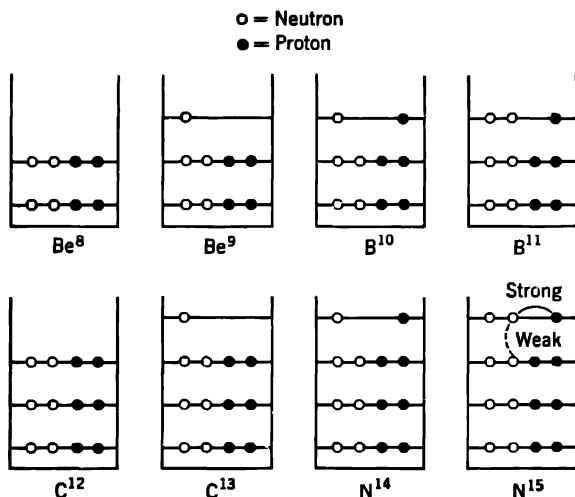 ○ = Neutron
● = Proton
Be⁸ Be⁹ B¹⁰ B¹¹
Strong
Weak
C¹² C¹³ N¹⁴ N¹⁵